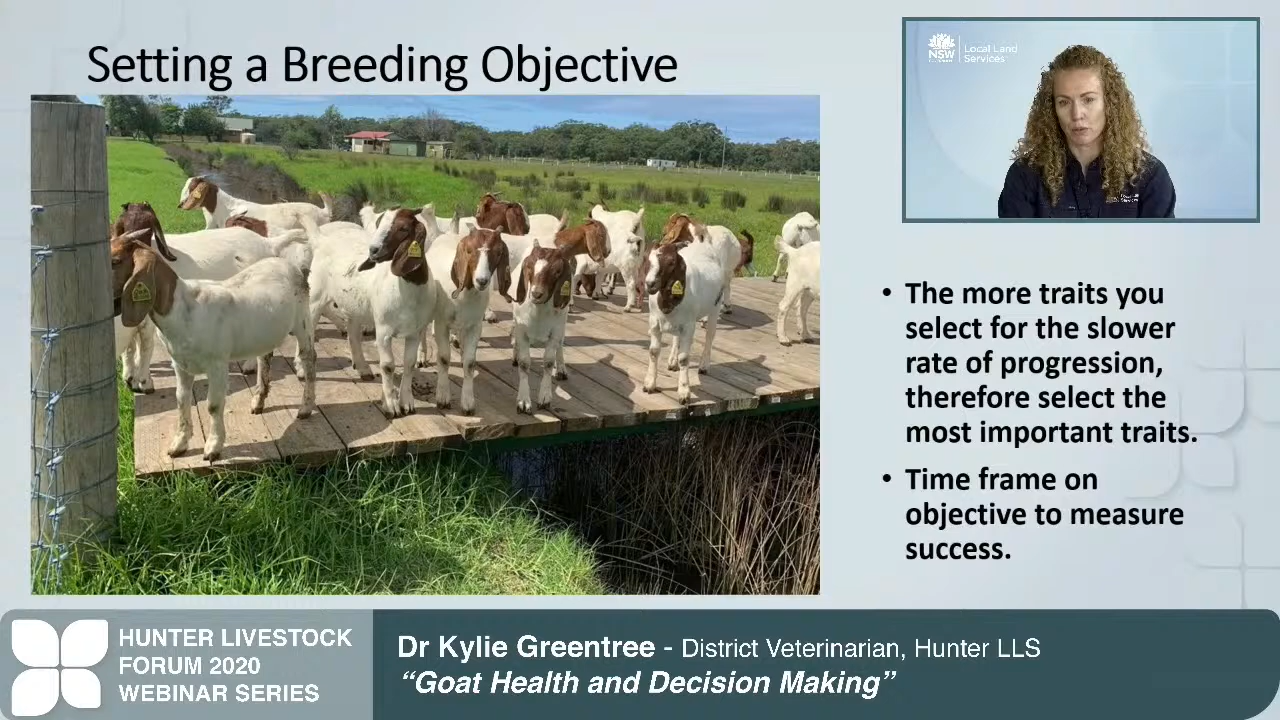 Setting a Breeding Objective
NSW
Local Land
Services
• The more traits you
select for the slower
rate of progression,
therefore select the
most important traits.
• Time frame on
objective to measure
success.
HUNTER LIVESTOCK
FORUM 2020
WEBINAR SERIES
Dr Kylie Greentree - District Veterinarian, Hunter LLS
“Goat Health and Decision Making”